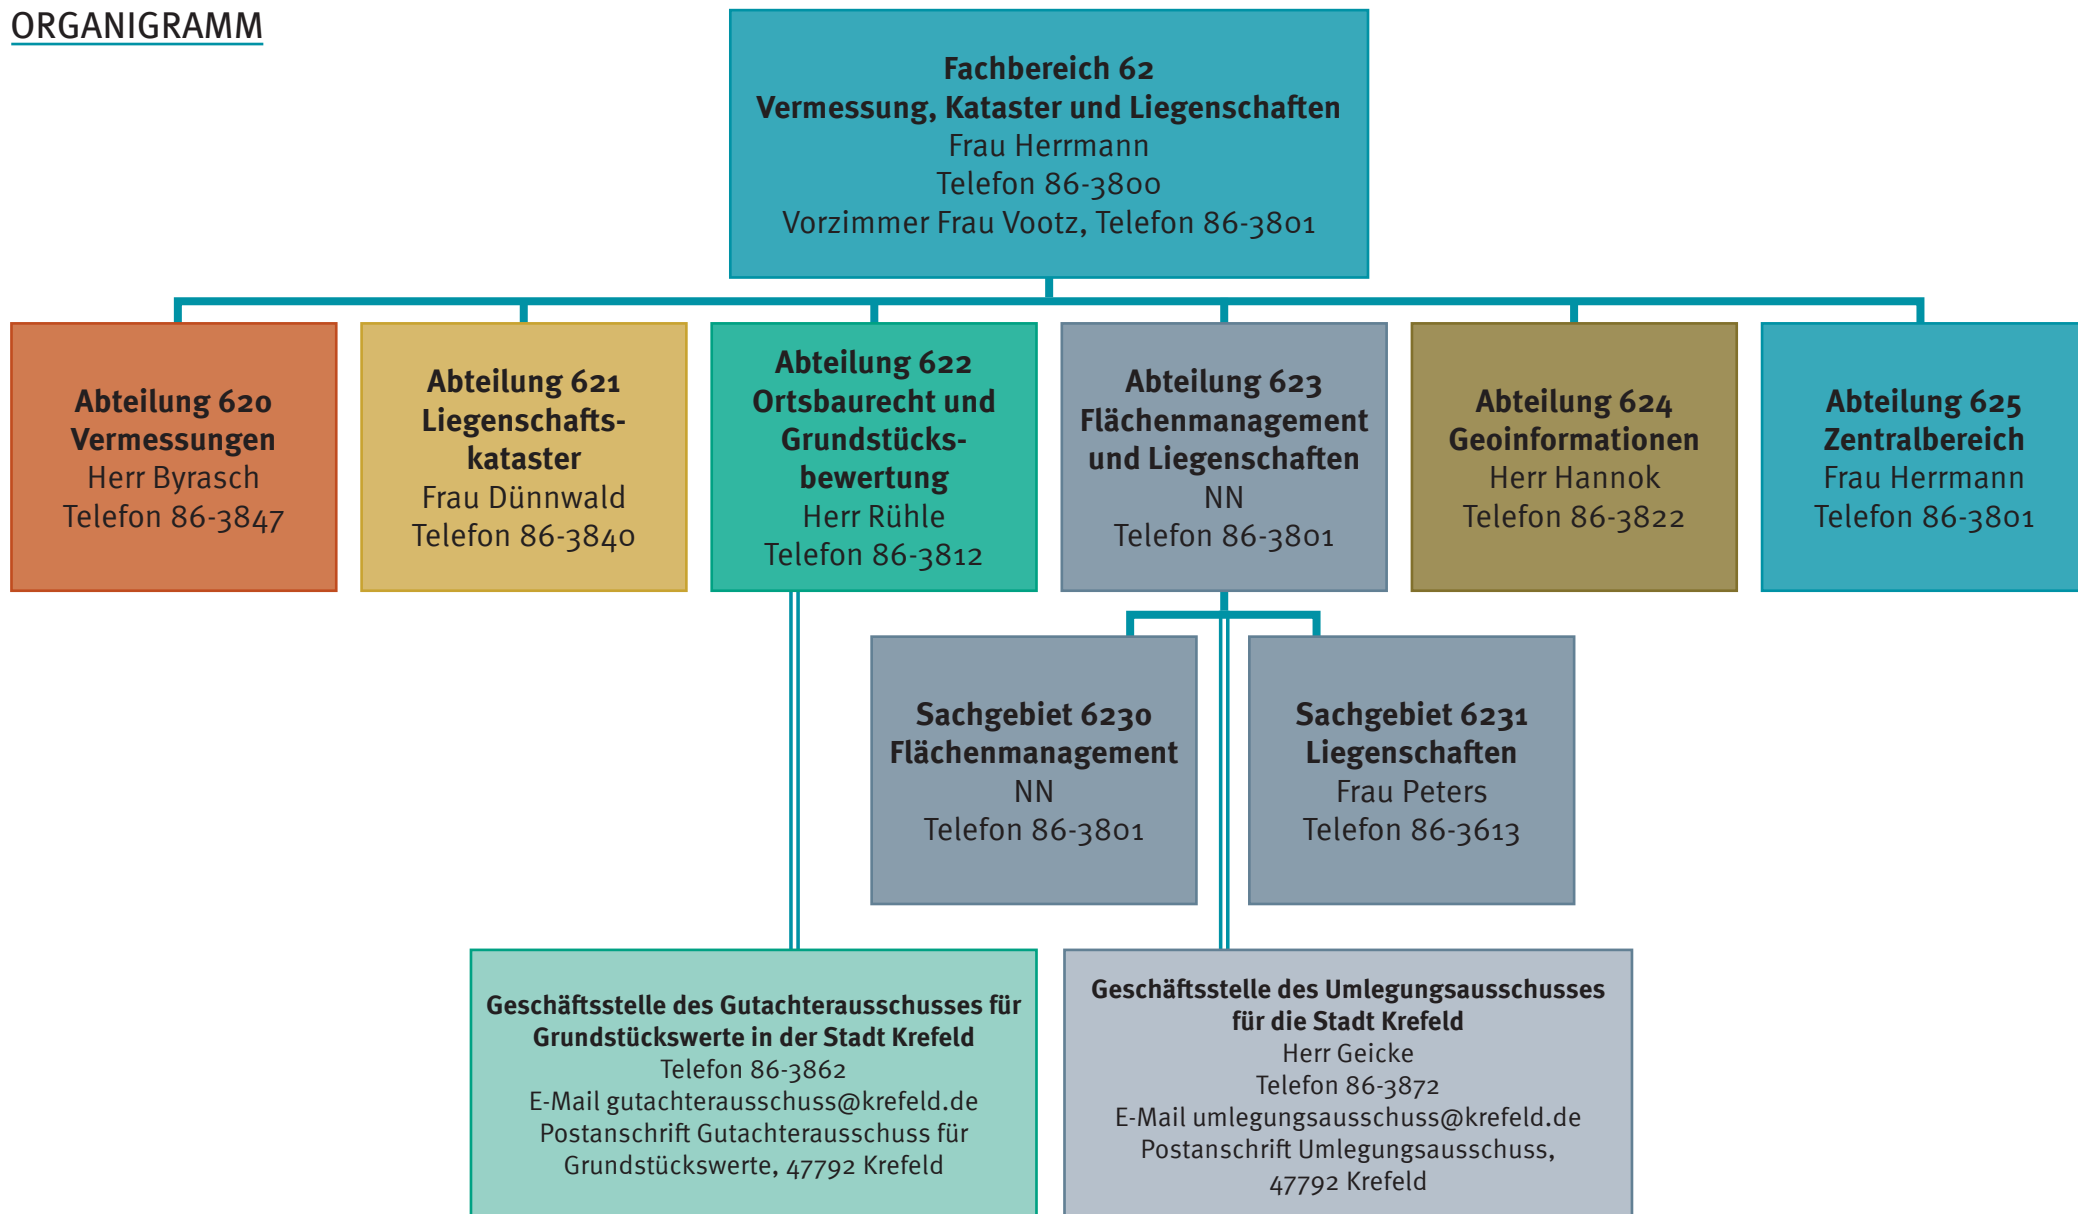 ORGANIGRAMM
Fachbereich 62
Vermessung, Kataster und Liegenschaften
Frau Herrmann
Telefon 86-3800
Vorzimmer Frau Vootz, Telefon 86-3801
Abteilung 620
Vermessungen
Herr Byrasch
Telefon 86-3847
Abteilung 621
Liegenschafts-
kataster
Frau Dünnwald
Telefon 86-3840
Abteilung 622
Ortsbaurecht und
Grundstücks-
bewertung
Herr Rühle
Telefon 86-3812
Abteilung 623
Flächenmanagement
und Liegenschaften
NN
Telefon 86-3801
Abteilung 624
Geoinformationen
Herr Hannok
Telefon 86-3822
Abteilung 625
Zentralbereich
Frau Herrmann
Telefon 86-3801
Sachgebiet 6230
Flächenmanagement
NN
Telefon 86-3801
Sachgebiet 6231
Liegenschaften
Frau Peters
Telefon 86-3613
Geschäftsstelle des Gutachterausschusses für
Grundstückswerte in der Stadt Krefeld
Telefon 86-3862
E-Mail gutachterausschuss@krefeld.de
Postanschrift Gutachterausschuss für
Grundstückswerte, 47792 Krefeld
Geschäftsstelle des Umlegungsausschusses
für die Stadt Krefeld
Herr Geicke
Telefon 86-3872
E-Mail umlegungsausschuss@krefeld.de
Postanschrift Umlegungsausschuss,
47792 Krefeld